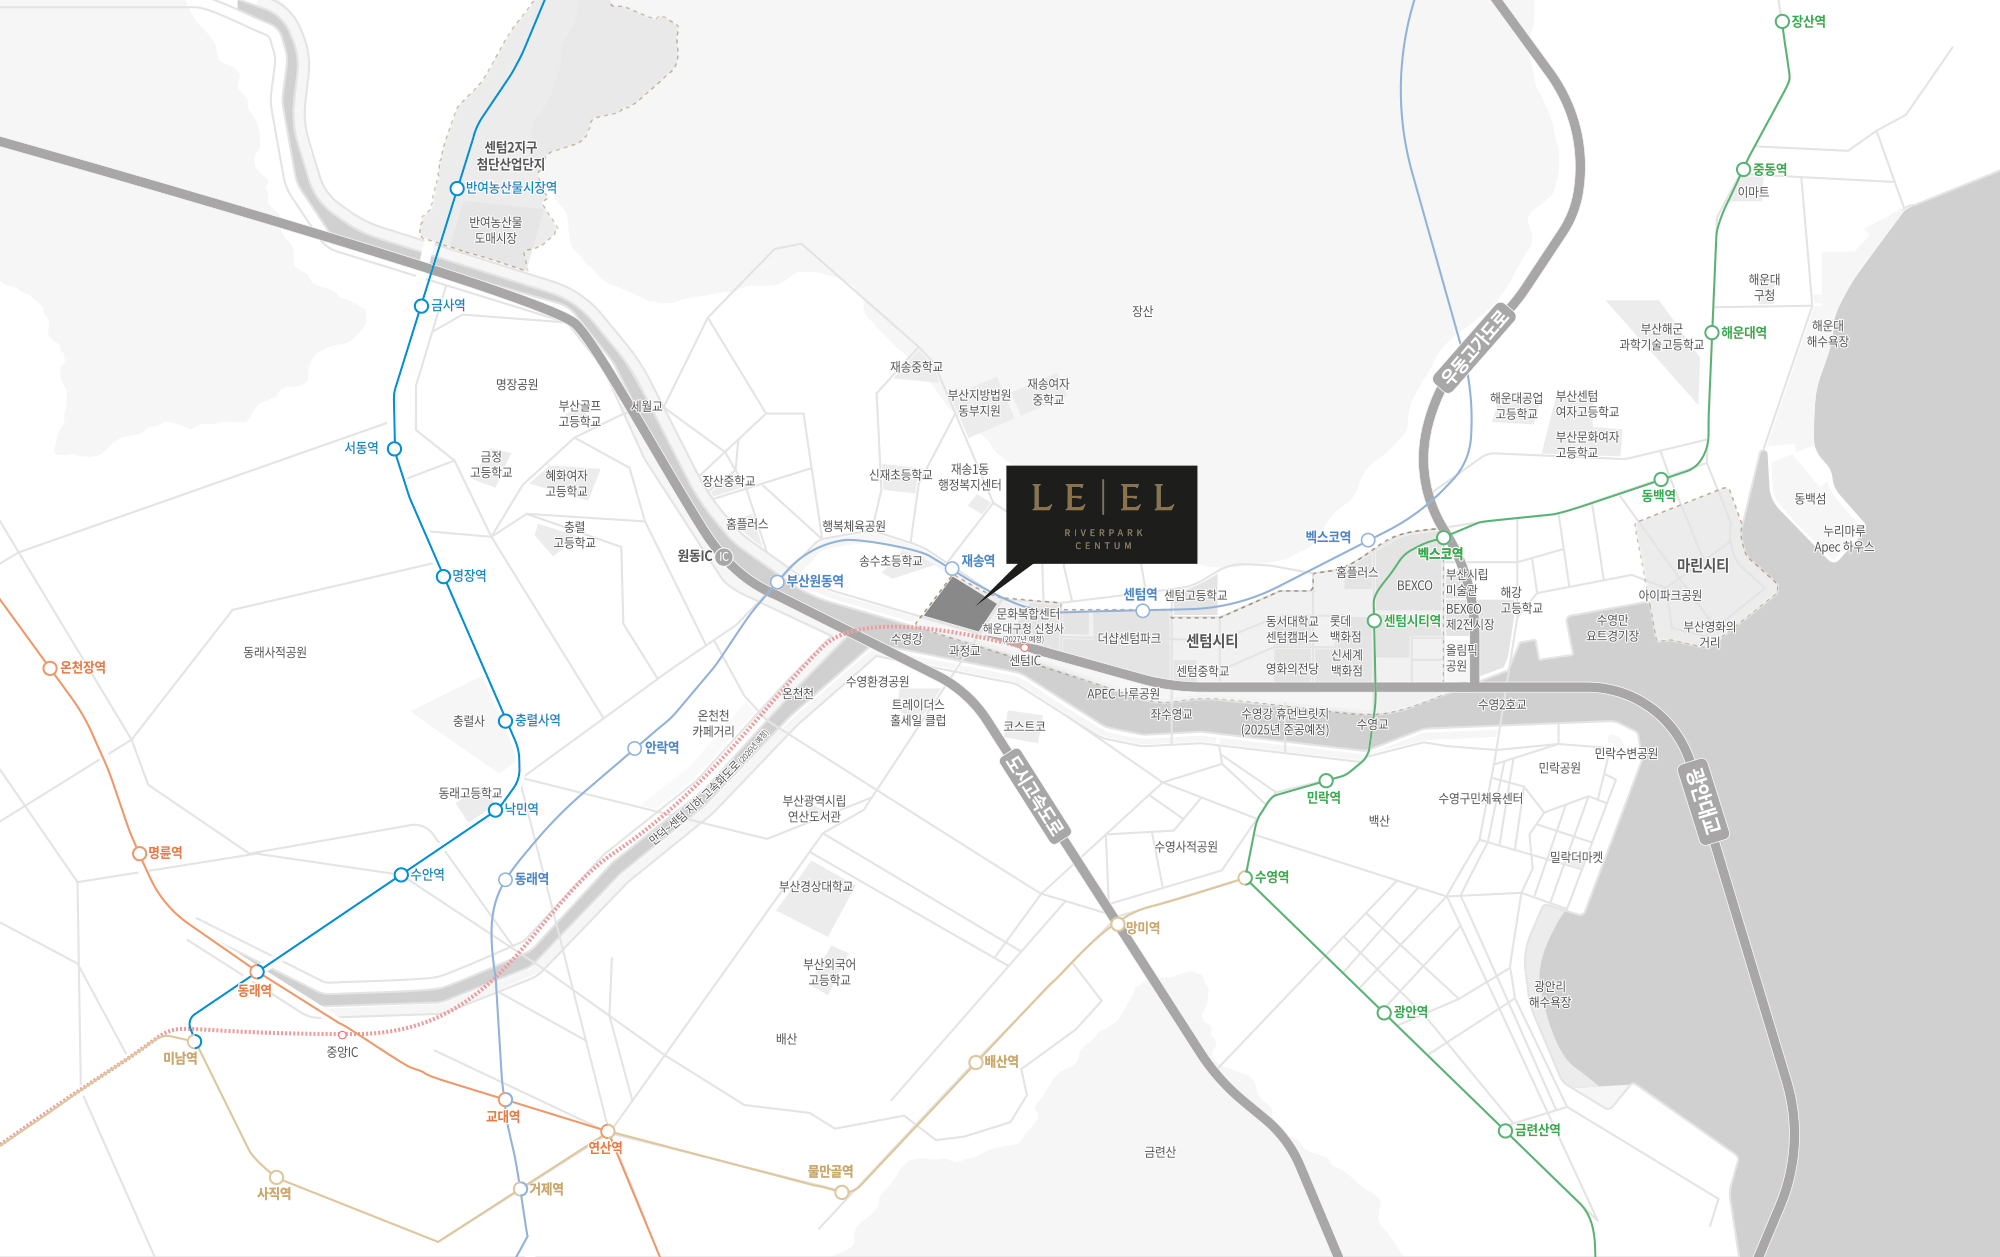 장산역
센텀2지구
첨단산업단지
반여농산물시장역
반여농산물
도매시장
중동역
이마트
해운대
구청
금사역
장산
우동고가도로
부산해군
과학기술고등학교
해운대역
해운대
해수욕장
명장공원
부산골프
고등학교
세월교
재송중학교
부산지방법원
동부지원
재송여자
중학교
해운대공업
고등학교
부산센텀
여자고등학교
부산문화여자
고등학교
서동역
금정
고등학교
혜화여자
고등학교
장산중학교
신재초등학교
재송1동
행정복지센터
LE|EL
RIVERPARK
CENTUM
동백역
동백섬
누리마루
Apec 하우스
충렬
고등학교
홈플러스
행복체육공원
원동IC
IC
송수초등학교
재송역
부산원동역
벡스코역
벡스코역
홈플러스
BEXCO
부산시립
미술관
BEXCO
제2전시장
해강
고등학교
마린시티
아이파크공원
부산영화의
거리
수영만
요트경기장
명장역
센텀역
센텀고등학교
문화복합센터
해운대구청 신청사
(2027년 예정)
더샵센텀파크
센텀시티
동서대학교
센텀캠퍼스
롯데
백화점
센텀시티역
수영강
과정교
센텀IC
센텀중학교
영화의전당
신세계
백화점
올림픽
공원
온천장역
동래사적공원
수영환경공원
온천천
APEC 나루공원
좌수영교
수영강 휴먼브릿지
(2025년 준공예정)
수영교
수영2호교
충렬사
충렬사역
온천천
카페거리
트레이더스
홀세일 클럽
코스트코
안락역
만덕~센텀 지하 고속화도로 (2026년 예정)
도시고속도로
민락수변공원
민락공원
광안대교
동래고등학교
낙민역
부산광역시립
연산도서관
민락역
수영구민체육센터
백산
명륜역
수영사적공원
밀락더마켓
수안역
동래역
부산경상대학교
수영역
망미역
동래역
부산외국어
고등학교
광안리
해수욕장
광안역
미남역
중앙IC
배산
배산역
교대역
연산역
금련산역
금련산
물만골역
사직역
거제역